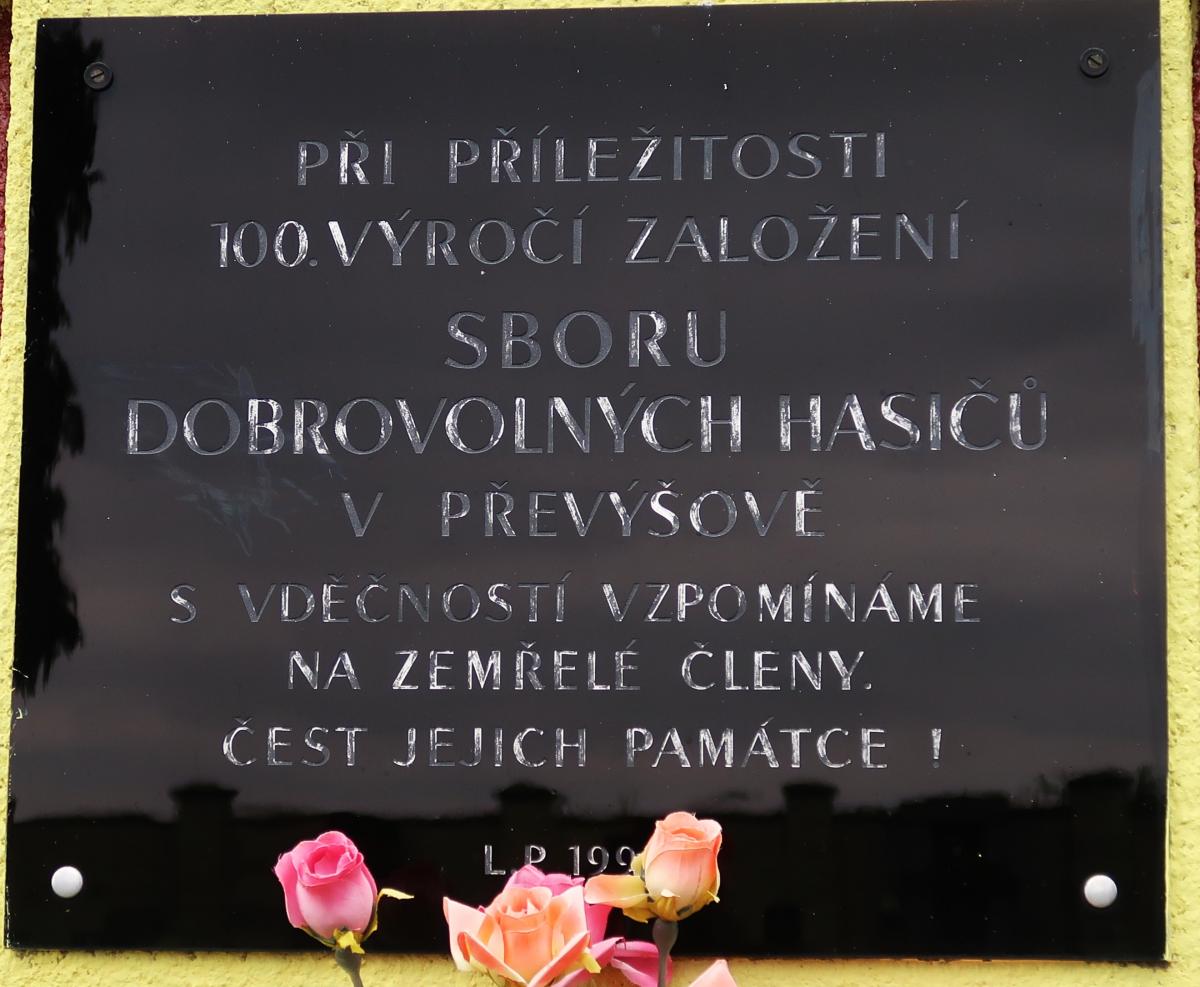 PŘI PŘÍLEŽITOSTI
100. VÝROČÍ ZALOŽENÍ
SBORU
DOBROVOLNÝCH HASIČŮ
V PŘEVÝŠOVĚ
S VDĚČNOSTÍ VZPOMÍNÁME
NA ZEMŘELÉ ČLENY.
ČEST JEJICH PAMÁTCE !
L.P.